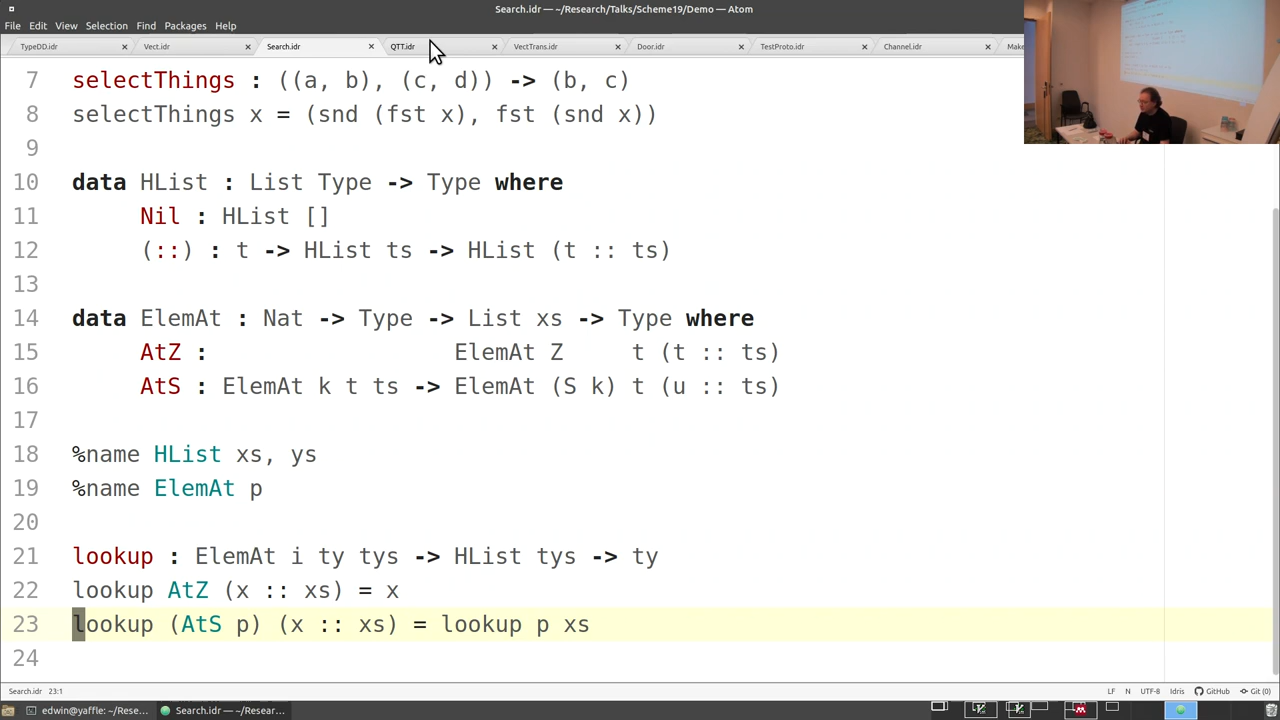 Search.idr — ~/Research/Talks/Scheme19/Demo — Atom
File Edit View Selection Find Packages Help
TypeDD.idr Vect.idr Search.idr QTT.idr VectTrans.idr Door.idr TestProto.idr Channel.idr Make
7 selectThings : ((a, b), (c, d)) -> (b, c)
8 selectThings x = (snd (fst x), fst (snd x))
9
10 data HList : List Type -> Type where
11 Nil : HList []
12 (::) : t -> HList ts -> HList (t :: ts)
13
14 data ElemAt : Nat -> Type -> List xs -> Type where
15 AtZ : ElemAt Z t (t :: ts)
16 AtS : ElemAt k t ts -> ElemAt (S k) t (u :: ts)
17
18 %name HList xs, ys
19 %name ElemAt p
20
21 lookup : ElemAt i ty tys -> HList tys -> ty
22 lookup AtZ (x :: xs) = x
23 lookup (AtS p) (x :: xs) = lookup p xs
24
Search.idr 23:1 LF N UTF-8 Idris GitHub Git (0)
edwin@yaffle: ~/Rese... Search.idr — ~/Resear...